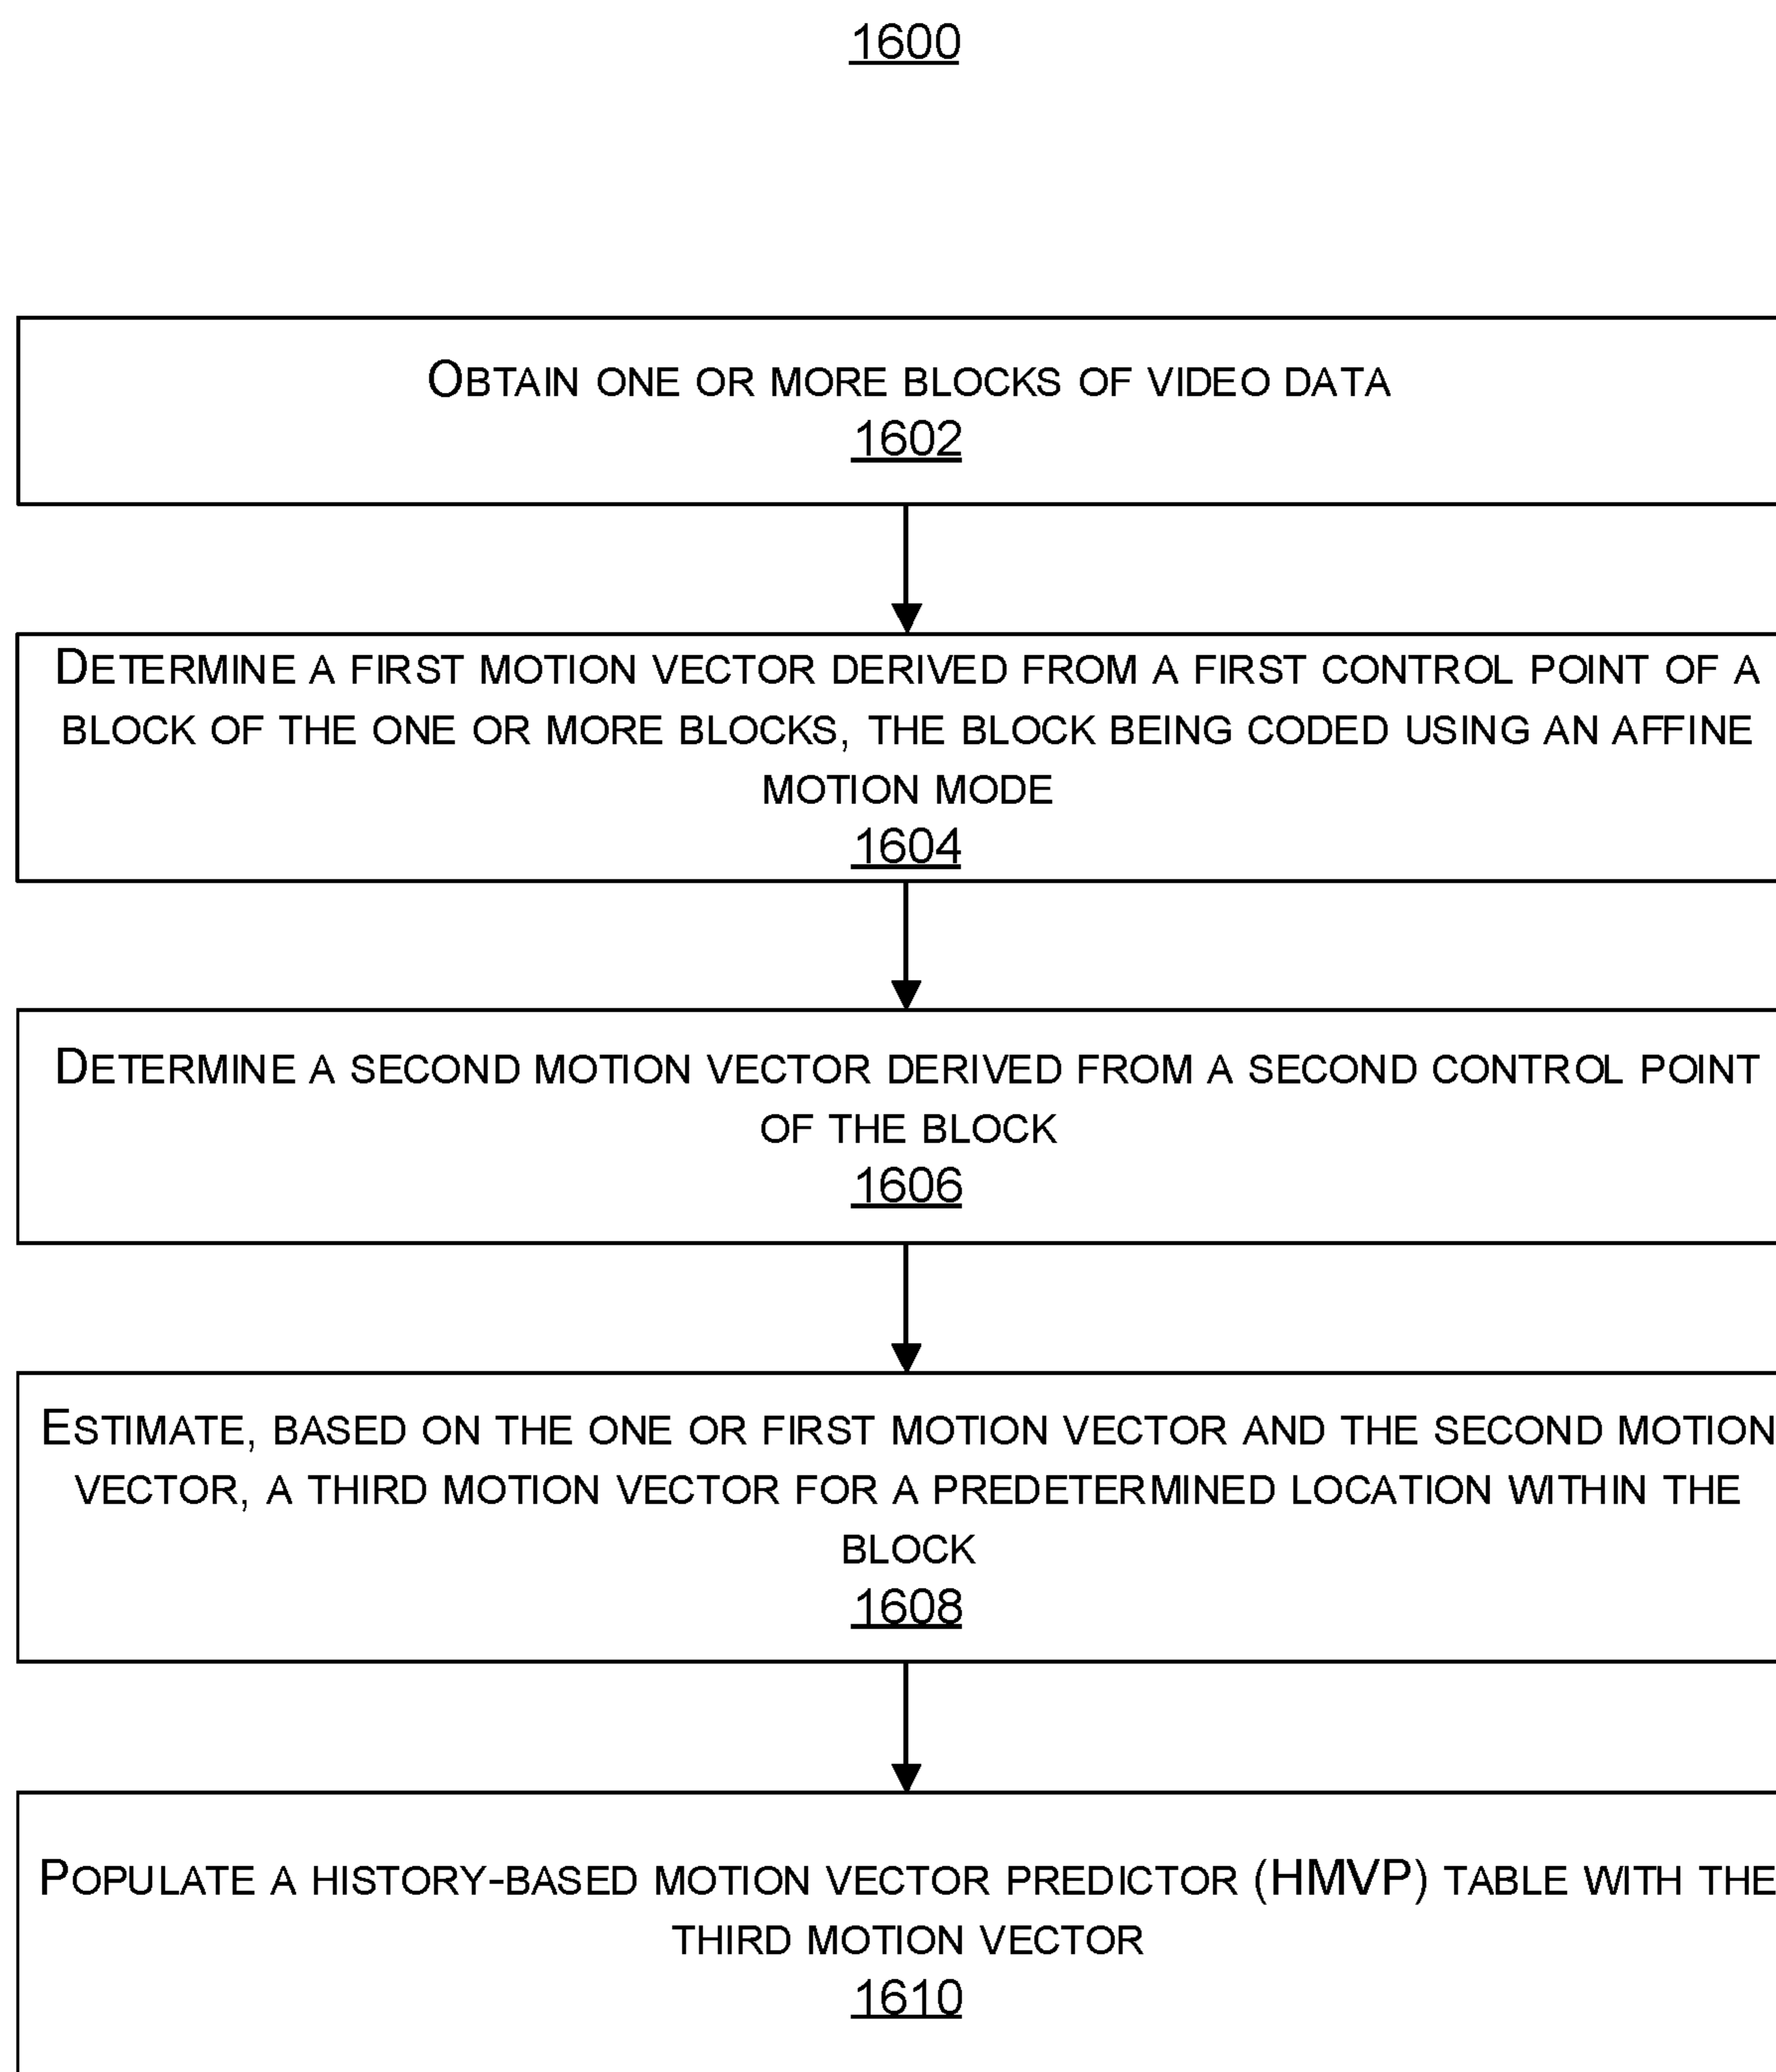 1600
OBTAIN ONE OR MORE BLOCKS OF VIDEO DATA
1602
DETERMINE A FIRST MOTION VECTOR DERIVED FROM A FIRST CONTROL POINT OF A
BLOCK OF THE ONE OR MORE BLOCKS, THE BLOCK BEING CODED USING AN AFFINE
MOTION MODE
1604
DETERMINE A SECOND MOTION VECTOR DERIVED FROM A SECOND CONTROL POINT
OF THE BLOCK
1606
ESTIMATE, BASED ON THE ONE OR FIRST MOTION VECTOR AND THE SECOND MOTION
VECTOR, A THIRD MOTION VECTOR FOR A PREDETERMINED LOCATION WITHIN THE
BLOCK
1608
POPULATE A HISTORY-BASED MOTION VECTOR PREDICTOR (HMVP) TABLE WITH THE
THIRD MOTION VECTOR
1610